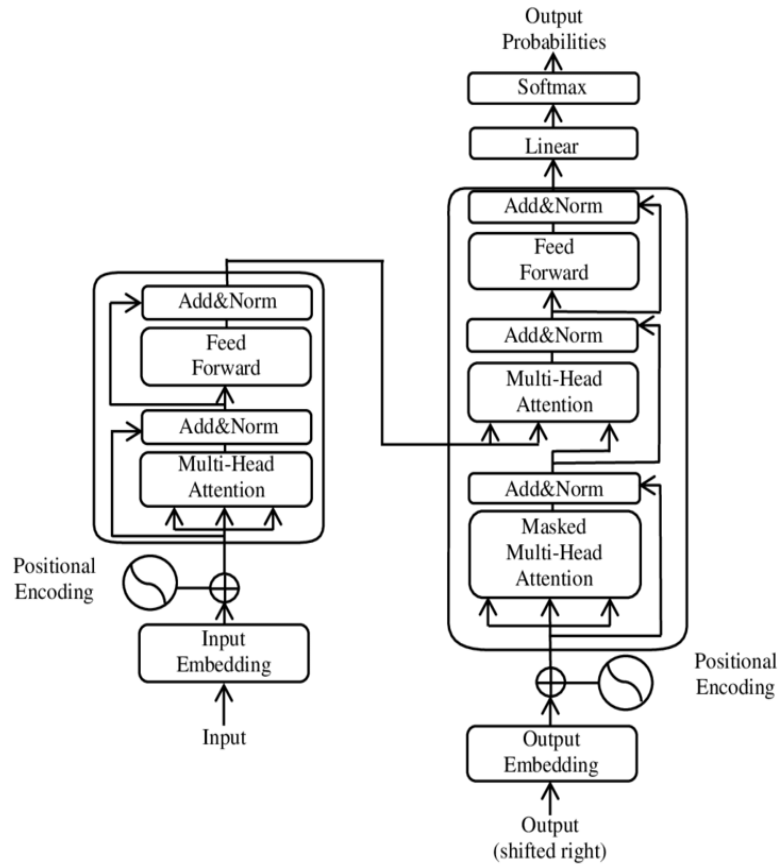 Output
Probabilities
Softmax
Linear
Add&Norm
Feed
Forward
Add&Norm
Multi-Head
Attention
Add&Norm
Masked
Multi-Head
Attention
Positional
Encoding
Output
Embedding
Output
(shifted right)
Add&Norm
Feed
Forward
Add&Norm
Multi-Head
Attention
Positional
Encoding
Input
Embedding
Input